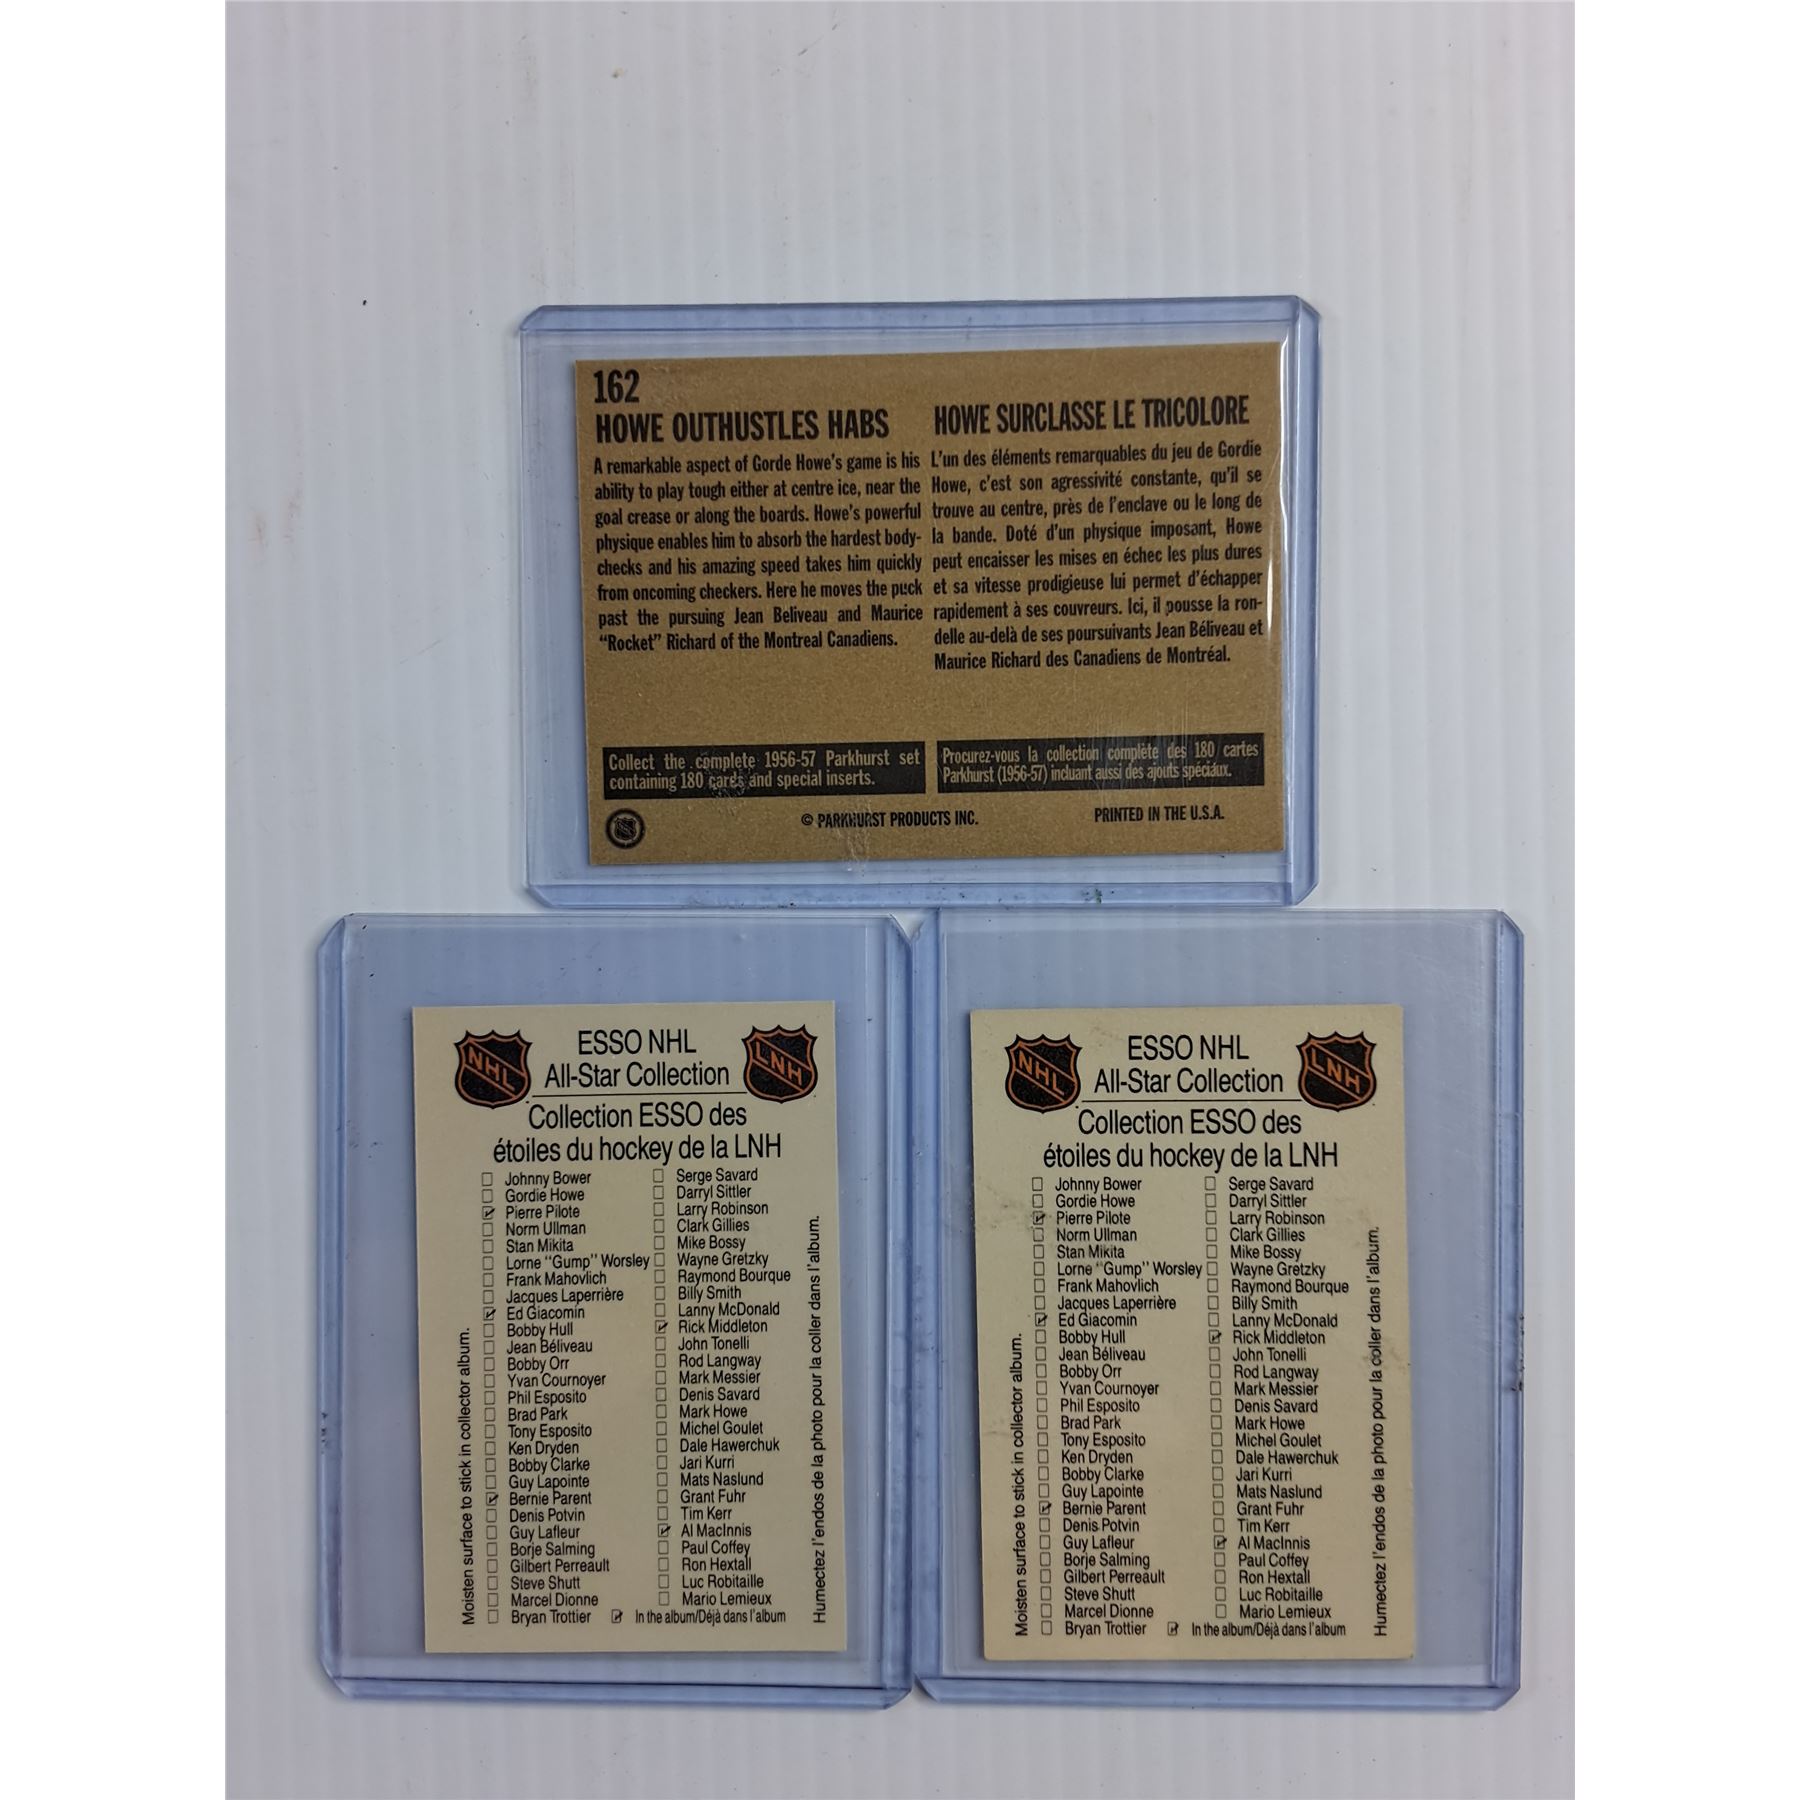 162
HOWE OUTHUSTLES HABS
A remarkable aspect of Gorde Howe's game is his
ability to play tough either at centre ice, near the
goal crease or along the boards. Howe's powerful
physique enables him to absorb the hardest body-
checks and his amazing speed takes him quickly
from oncoming checkers. Here he moves the puck
past the pursuing Jean Beliveau and Maurice
"Rocket" Richard of the Montreal Canadiens.
HOWE SURCLASSE LE TRICOLORE
L'un des éléments remarquables du jeu de Gordie
Howe, c'est son agressivité constante, qu'il se
trouve au centre, près de l'enclave ou le long de
la bande. Doté d'un physique imposant, Howe
peut encaisser les mises en échec les plus dures
et sa vitesse prodigieuse lui permet d'échapper
rapidement à ses couvreurs. Ici, il pousse la ron-
delle au-delà de ses poursuivants Jean Béliveau et
Maurice Richard des Canadiens de Montréal.
Collect the complete 1956-57 Parkhurst set
containing 180 cards and special inserts.
Procurez-vous la collection complète des 180 cartes
Parkhurst (1956-57) incluant aussi des ajouts spéciaux.
© PARKHURST PRODUCTS INC.
PRINTED IN THE U.S.A.
NHL
ESSO NHL
All-Star Collection
LNH
Collection ESSO des
étoiles du hockey de la LNH
Johnny Bower
Gordie Howe
Pierre Pilote
Norm Ullman
Stan Mikita
Lorne "Gump" Worsley
Frank Mahovlich
Jacques Laperrière
Ed Giacomin
Bobby Hull
Jean Béliveau
Bobby Orr
Yvan Cournoyer
Phil Esposito
Brad Park
Tony Esposito
Ken Dryden
Bobby Clarke
Guy Lapointe
Bernie Parent
Denis Potvin
Guy Lafleur
Borje Salming
Gilbert Perreault
Steve Shutt
Marcel Dionne
Bryan Trottier
Serge Savard
Darryl Sittler
Larry Robinson
Clark Gillies
Mike Bossy
Wayne Gretzky
Raymond Bourque
Billy Smith
Lanny McDonald
Rick Middleton
John Tonelli
Rod Langway
Mark Messier
Denis Savard
Mark Howe
Michel Goulet
Dale Hawerchuk
Jari Kurri
Mats Naslund
Grant Fuhr
Tim Kerr
Al MacInnis
Paul Coffey
Ron Hextall
Luc Robitaille
Mario Lemieux
In the album/Déjà dans l'album
Moisten surface to stick in collector album.
Humectez l'endos de la photo pour la coller dans l'album.
NHL
ESSO NHL
All-Star Collection
LNH
Collection ESSO des
étoiles du hockey de la LNH
Johnny Bower
Gordie Howe
Pierre Pilote
Norm Ullman
Stan Mikita
Lorne "Gump" Worsley
Frank Mahovlich
Jacques Laperrière
Ed Giacomin
Bobby Hull
Jean Béliveau
Bobby Orr
Yvan Cournoyer
Phil Esposito
Brad Park
Tony Esposito
Ken Dryden
Bobby Clarke
Guy Lapointe
Bernie Parent
Denis Potvin
Guy Lafleur
Borje Salming
Gilbert Perreault
Steve Shutt
Marcel Dionne
Bryan Trottier
Serge Savard
Darryl Sittler
Larry Robinson
Clark Gillies
Mike Bossy
Wayne Gretzky
Raymond Bourque
Billy Smith
Lanny McDonald
Rick Middleton
John Tonelli
Rod Langway
Mark Messier
Denis Savard
Mark Howe
Michel Goulet
Dale Hawerchuk
Jari Kurri
Mats Naslund
Grant Fuhr
Tim Kerr
Al MacInnis
Paul Coffey
Ron Hextall
Luc Robitaille
Mario Lemieux
In the album/Déjà dans l'album
Moisten surface to stick in collector album.
Humectez l'endos de la photo pour la coller dans l'album.